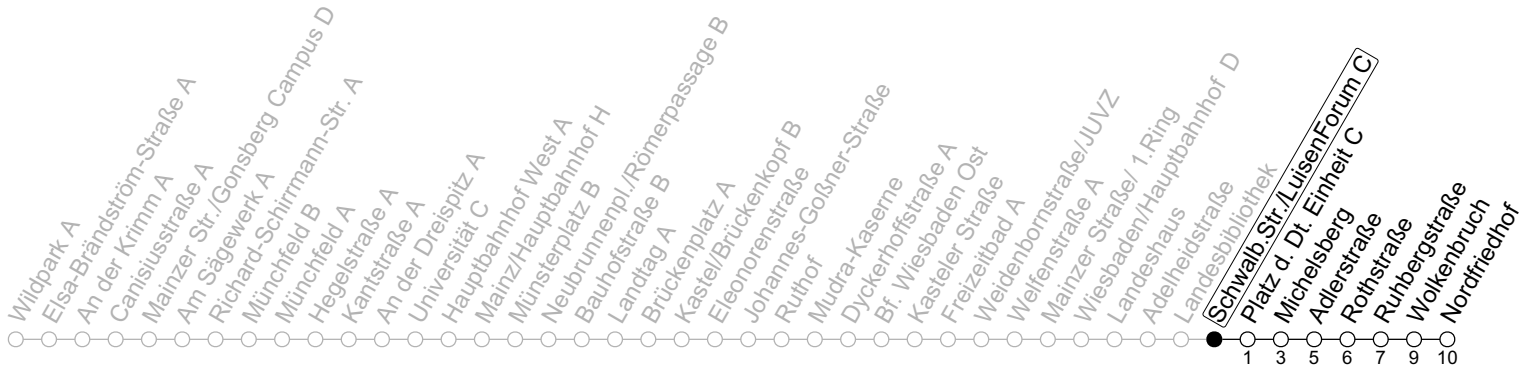 Wildpark A
Elsa-Brändström-Straße A
An der Krimm A
Canisiusstraße A
Mainzer Str./Gonsberg Campus D
Am Sägewerk A
Richard-Schirrmann-Str. A
Münchfeld B
Münchfeld A
Hegelstraße A
Kantstraße A
An der Dreispitz A
Universität C
Hauptbahnhof West A
Mainz/Hauptbahnhof H
Münsterplatz B
Neubrunnenpl./Römerpassage B
Bauhofstraße B
Landtag A
Brückenplatz A
Kastel/Brückenkopf B
Eleonorenstraße
Johannes-Goßner-Straße
Ruthof
Mudra-Kaserne
Dyckerhoffstraße A
Bf. Wiesbaden Ost
Kasteler Straße
Freizeitbad A
Weidenbornstraße/JUVZ
Welfenstraße A
Mainzer Straße/ 1.Ring
Wiesbaden/Hauptbahnhof D
Landeshaus
Adelheidstraße
Landesbibliothek
Schwalb.Str./LuisenForum C
Platz d. Dt. Einheit C
Michelsberg
Adlerstraße
Rothstraße
Ruhbergstraße
Wolkenbruch
Nordfriedhof
1 3 5 6 7 9 10